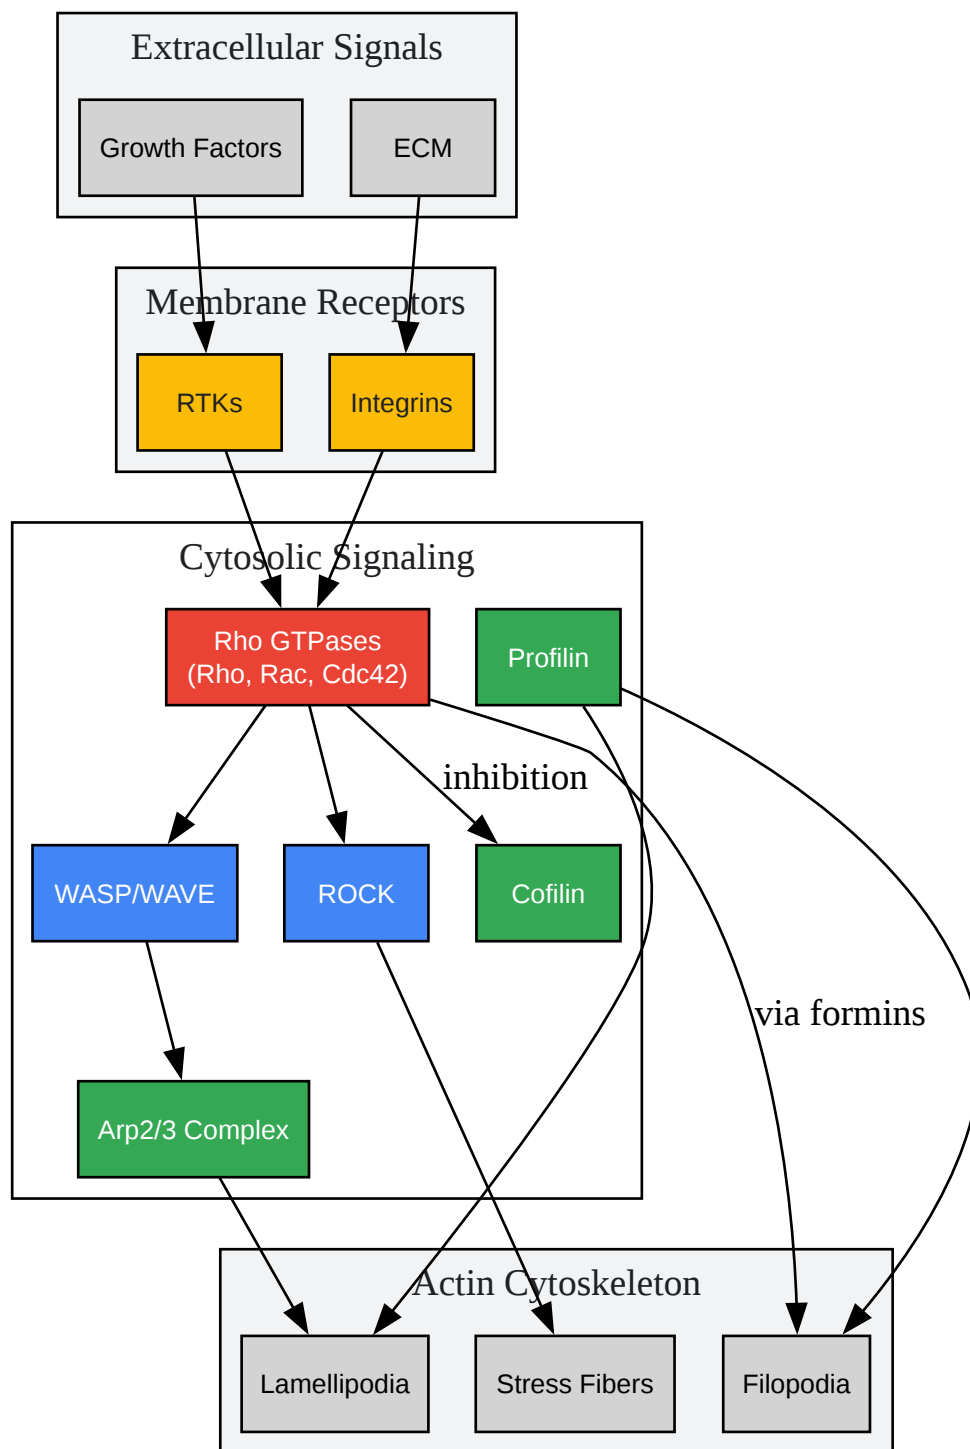 Extracellular Signals
Growth Factors
ECM
Membrane Receptors
RTKs
Integrins
Cytosolic Signaling
Rho GTPases
(Rho, Rac, Cdc42)
Profilin
inhibition
WASP/WAVE
ROCK
Cofilin
via formins
Arp2/3 Complex
Actin Cytoskeleton
Lamellipodia
Stress Fibers
Filopodia